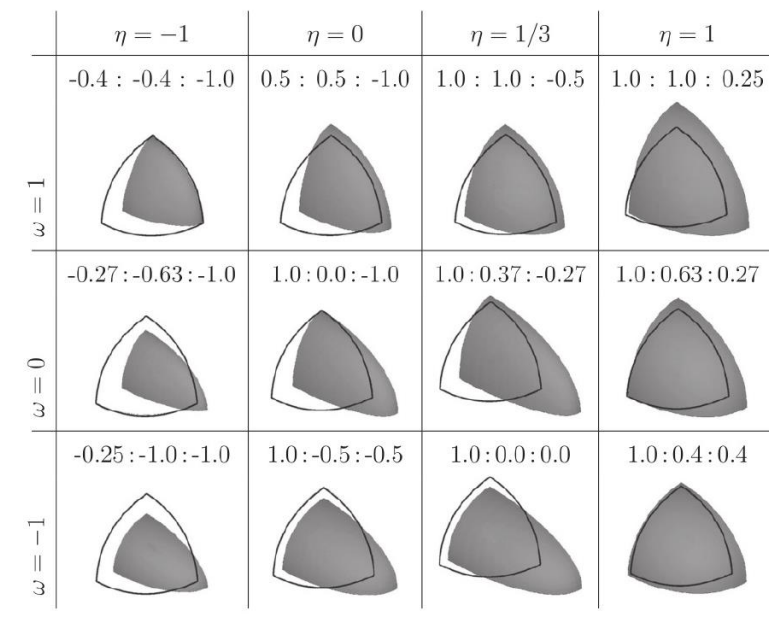 η = −1 η = 0 η = 1/3 η = 1
ω = 1
-0.4 : -0.4 : -1.0 0.5 : 0.5 : -1.0 1.0 : 1.0 : -0.5 1.0 : 1.0 : 0.25
ω = 0
-0.27:-0.63:-1.0 1.0:0.0:-1.0 1.0:0.37:-0.27 1.0:0.63:0.27
ω = −1
-0.25:-1.0:-1.0 1.0:-0.5:-0.5 1.0:0.0:0.0 1.0:0.4:0.4